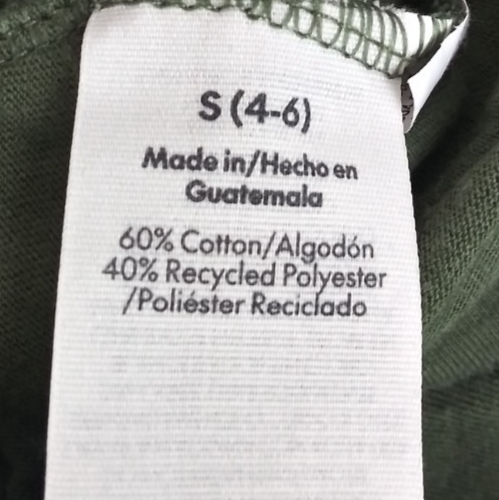 S (4-6)
Made in/Hecho en
Guatemala
60% Cotton/Algodón
40% Recycled Polyester
/Poliéster Reciclado